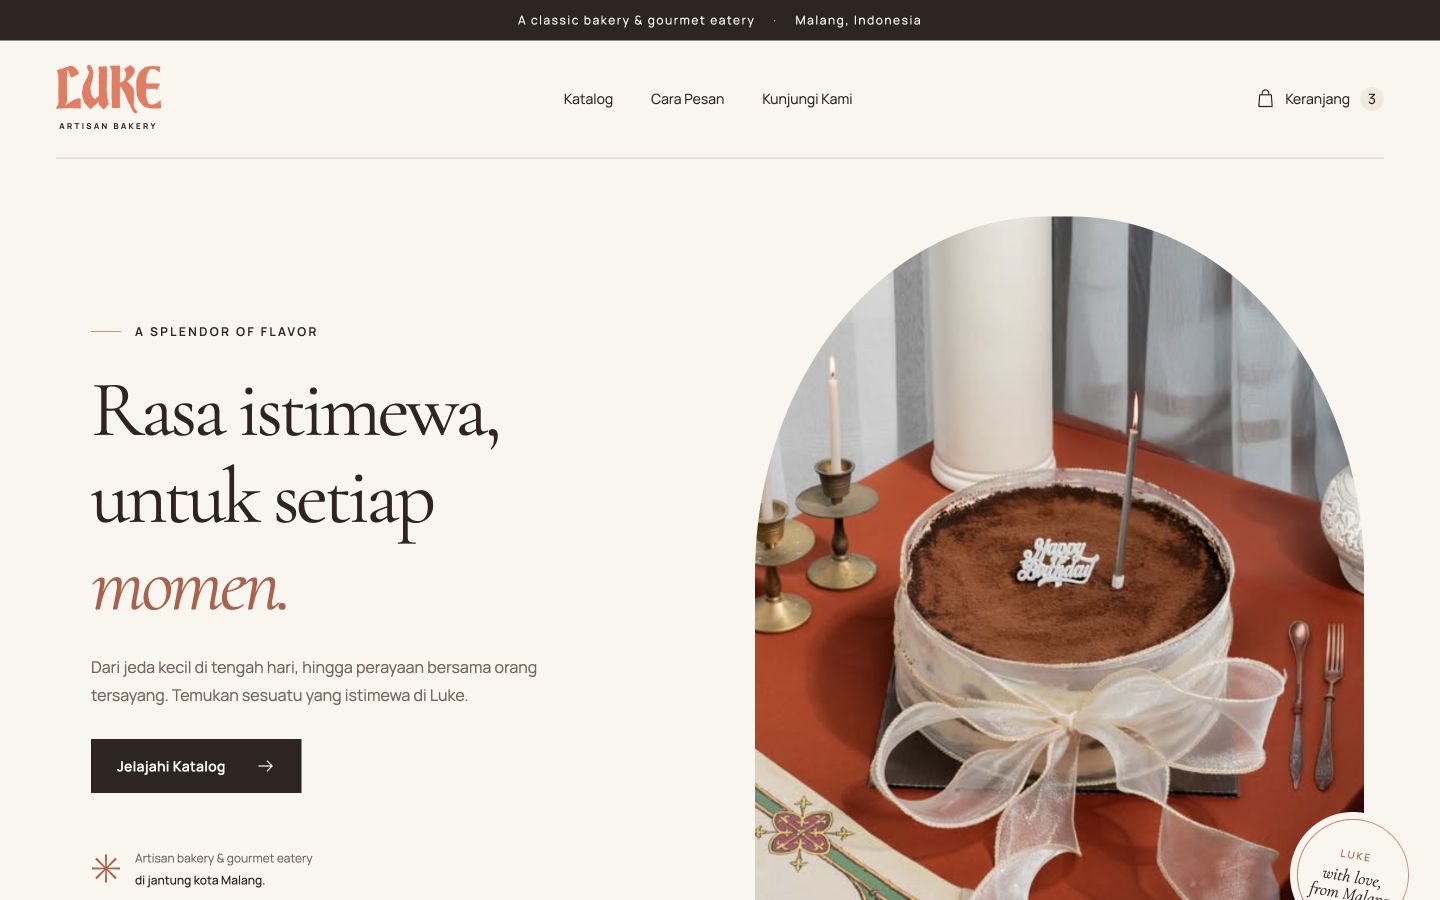 A classic bakery & gourmet eatery · Malang, Indonesia
LUKE
ARTISAN BAKERY
Katalog
Cara Pesan
Kunjungi Kami
Keranjang 3
A SPLENDOR OF FLAVOR
Rasa istimewa,
untuk setiap
momen.
Dari jeda kecil di tengah hari, hingga perayaan bersama orang
tersayang. Temukan sesuatu yang istimewa di Luke.
Jelajahi Katalog →
Artisan bakery & gourmet eatery
di jantung kota Malang.
Happy
Birthday
LUKE
with love,
from